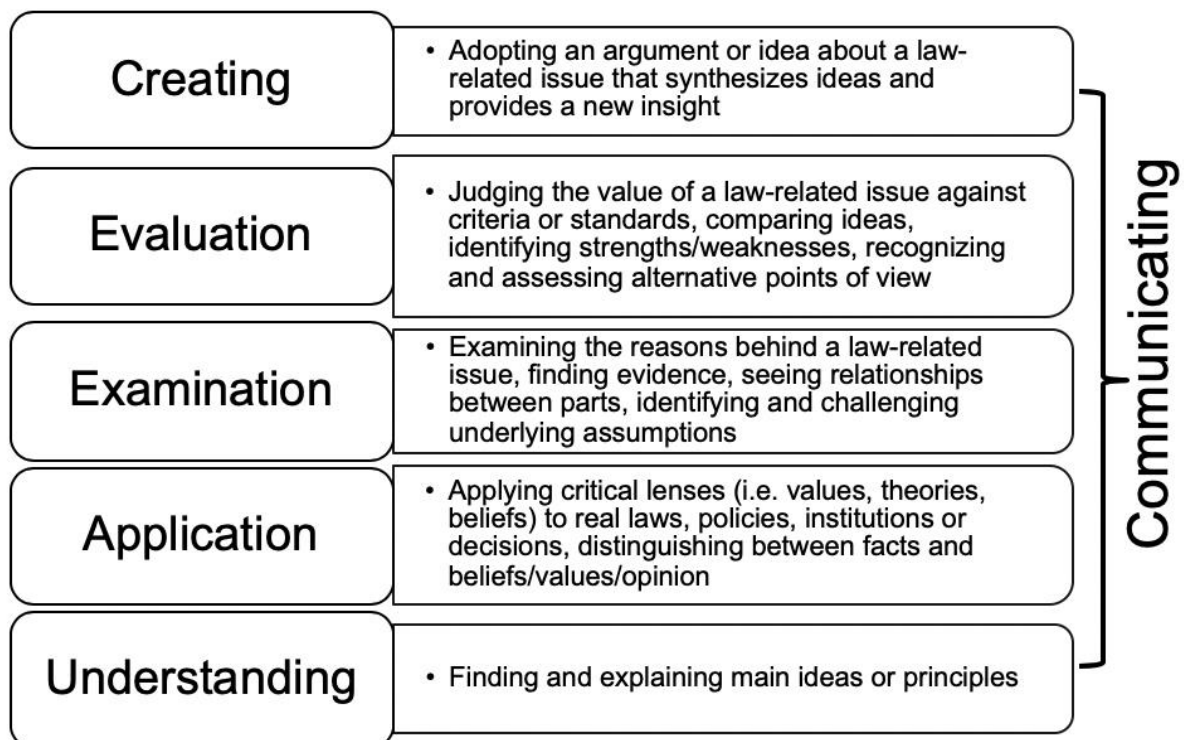 Creating
• Adopting an argument or idea about a law-
related issue that synthesizes ideas and
provides a new insight
Evaluation
• Judging the value of a law-related issue against
criteria or standards, comparing ideas,
identifying strengths/weaknesses, recognizing
and assessing alternative points of view
Examination
• Examining the reasons behind a law-related
issue, finding evidence, seeing relationships
between parts, identifying and challenging
underlying assumptions
Application
• Applying critical lenses (i.e. values, theories,
beliefs) to real laws, policies, institutions or
decisions, distinguishing between facts and
beliefs/values/opinion
Understanding
• Finding and explaining main ideas or principles
Communicating